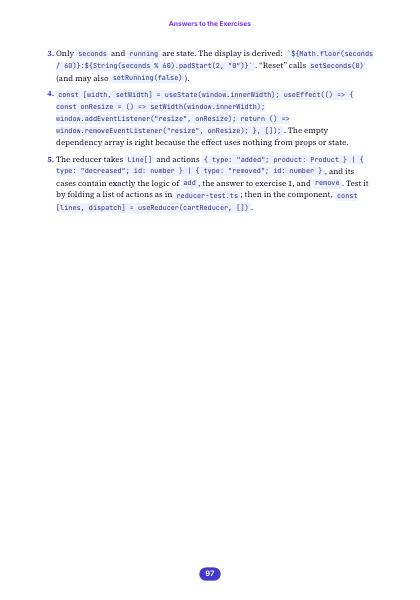 Answers to the Exercises
3. Only seconds and running are state. The display is derived: `${Math.floor(seconds
/ 60)}:${String(seconds % 60).padStart(2, "0")}`. “Reset” calls setSeconds(0)
(and may also setRunning(false)).
4. const [width, setWidth] = useState(window.innerWidth); useEffect(() => {
const onResize = () => setWidth(window.innerWidth);
window.addEventListener("resize", onResize); return () =>
window.removeEventListener("resize", onResize); }, []);. The empty
dependency array is right because the effect uses nothing from props or state.
5. The reducer takes Line[] and actions { type: "added"; product: Product } | {
type: "decreased"; id: number } | { type: "removed"; id: number }, and its
cases contain exactly the logic of add, the answer to exercise 1, and remove. Test it
by folding a list of actions as in reducer-test.ts; then in the component, const
[lines, dispatch] = useReducer(cartReducer, []).
97